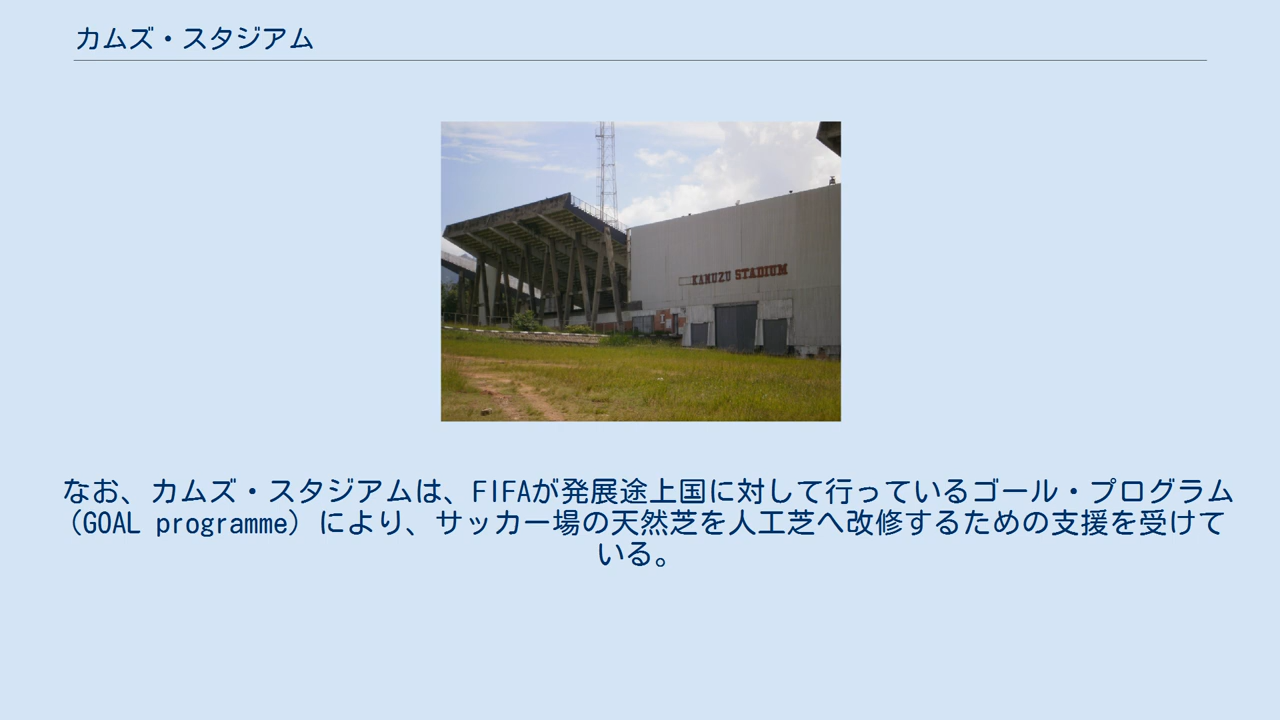 カムズ・スタジアム
KAMUZU STADIUM
なお、カムズ・スタジアムは、FIFAが発展途上国に対して行っているゴール・プログラム
（GOAL programme）により、サッカー場の天然芝を人工芝へ改修するための支援を受けて
いる。